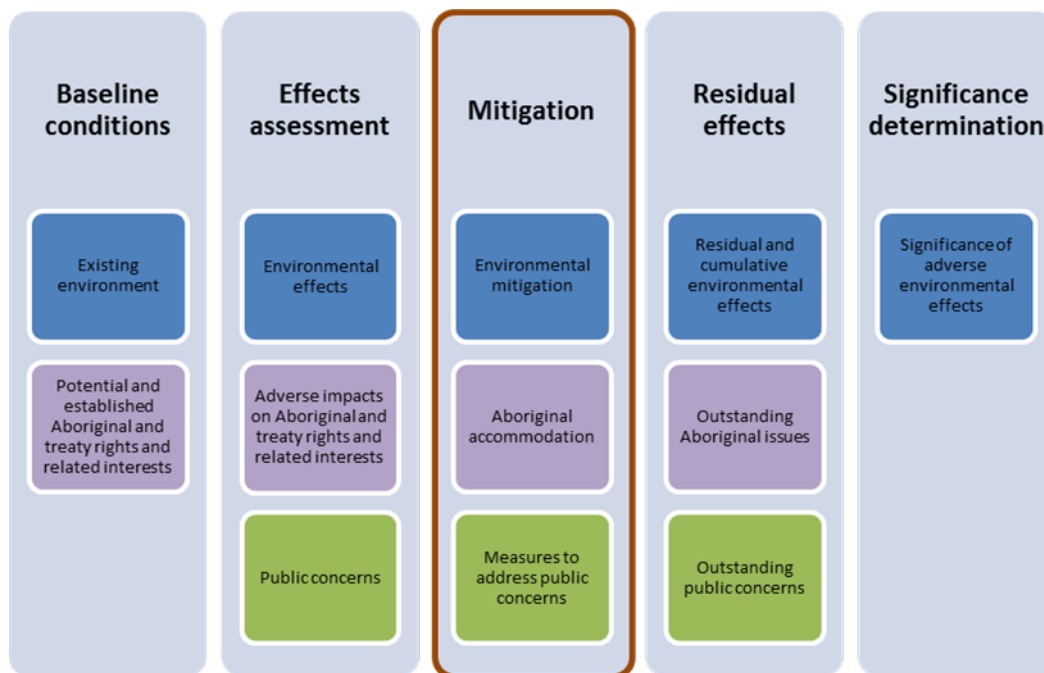 Baseline
conditions
Existing
environment
Potential and
established
Aboriginal and
treaty rights and
related interests
Effects
assessment
Environmental
effects
Adverse impacts
on Aboriginal and
treaty rights and
related interests
Public concerns
Mitigation
Environmental
mitigation
Aboriginal
accommodation
Measures to
address public
concerns
Residual
effects
Residual and
cumulative
environmental
effects
Outstanding
Aboriginal issues
Outstanding
public concerns
Significance
determination
Significance of
adverse
environmental
effects